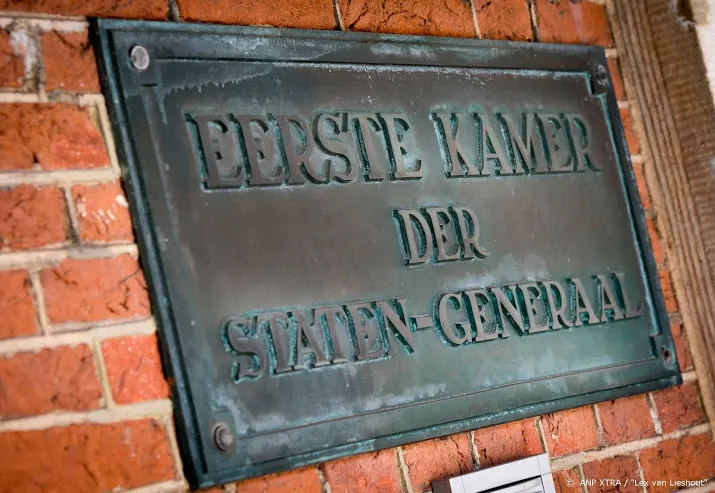 EERSTE KAMER
DER
STATEN-GENERAAL
© ANP XTRA / "Lex van Lieshout"